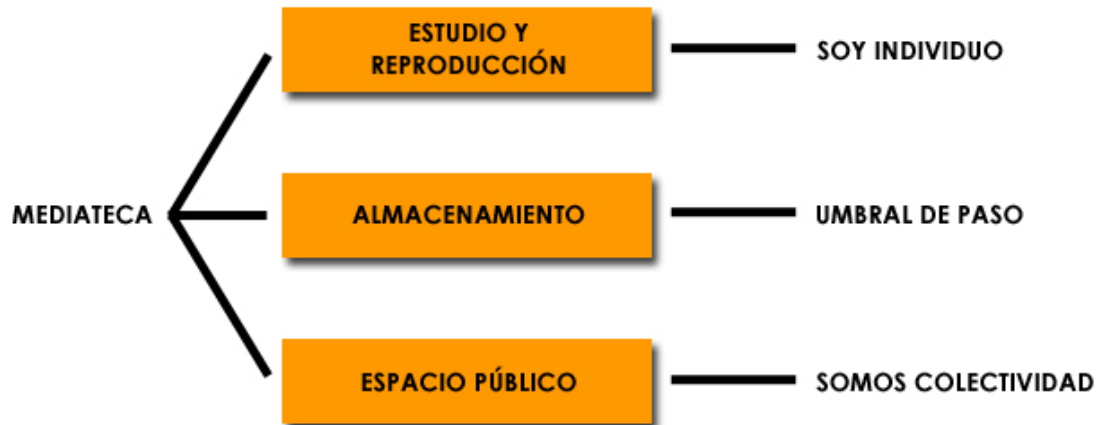 MEDIATECA
ESTUDIO Y
REPRODUCCIÓN
SOY INDIVIDUO
ALMACENAMIENTO
UMBRAL DE PASO
ESPACIO PÚBLICO
SOMOS COLECTIVIDAD